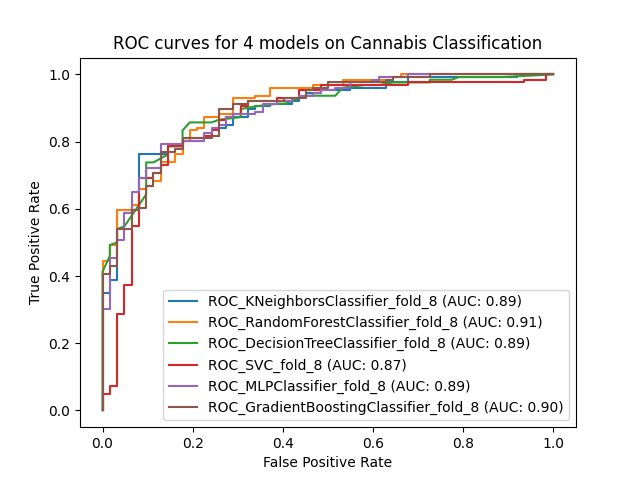 ROC curves for 4 models on Cannabis Classification
1.0
0.8
0.6
0.4
0.2
0.0
True Positive Rate
ROC_KNeighborsClassifier_fold_8 (AUC: 0.89)
ROC_RandomForestClassifier_fold_8 (AUC: 0.91)
ROC_DecisionTreeClassifier_fold_8 (AUC: 0.89)
ROC_SVC_fold_8 (AUC: 0.87)
ROC_MLPClassifier_fold_8 (AUC: 0.89)
ROC_GradientBoostingClassifier_fold_8 (AUC: 0.90)
0.0 0.2 0.4 0.6 0.8 1.0
False Positive Rate